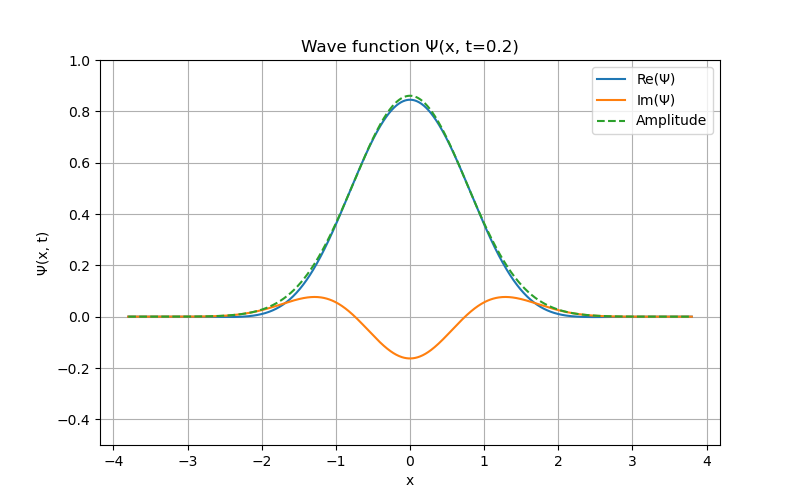 Wave function Ψ(x, t=0.2)
1.0
0.8
0.6
0.4
0.2
0.0
−0.2
−0.4
Ψ(x, t)
Re(Ψ)
Im(Ψ)
Amplitude
−4
−3
−2
−1
0
1
2
3
4
x